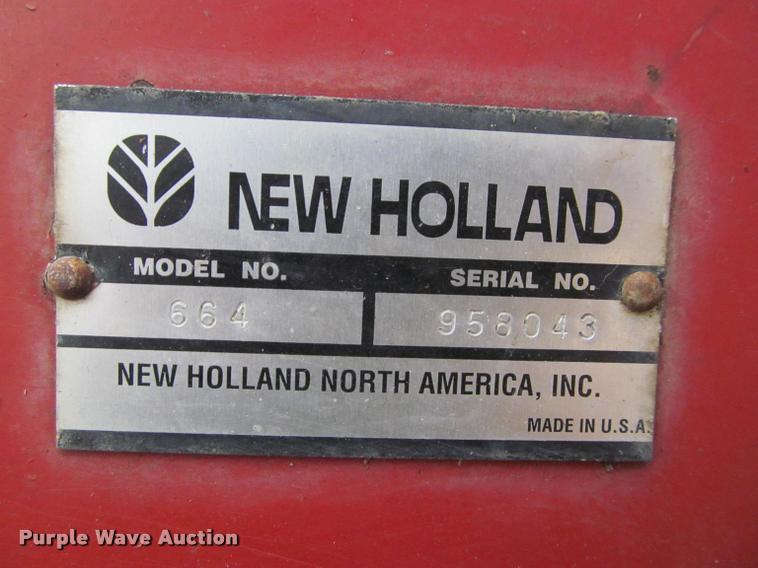 NEW HOLLAND
MODEL NO. SERIAL NO.
664 958043
NEW HOLLAND NORTH AMERICA, INC.
MADE IN U.S.A.
Purple Wave Auction